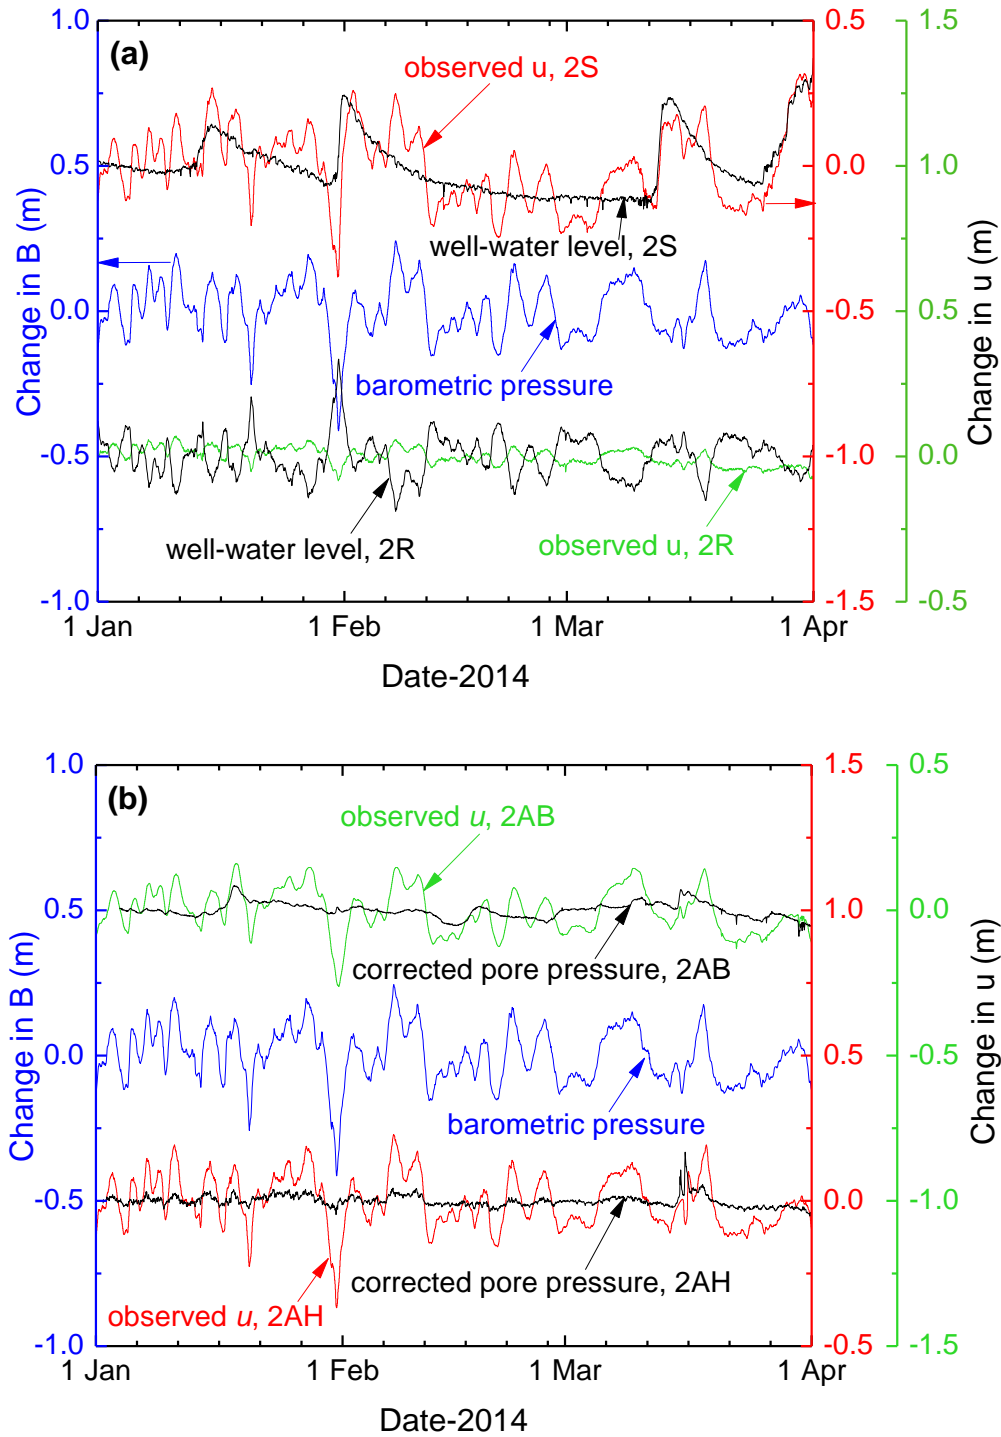 (a)
1.0
0.5
0.0
-0.5
-1.0
Change in B (m)
observed u, 2S
well-water level, 2S
barometric pressure
well-water level, 2R
observed u, 2R
0.5
0.0
-0.5
-1.0
-1.5
1.5
1.0
0.5
0.0
-0.5
Change in u (m)
1 Jan
1 Feb
1 Mar
1 Apr
Date-2014
(b)
1.0
0.5
0.0
-0.5
-1.0
Change in B (m)
observed u, 2AB
corrected pore pressure, 2AB
barometric pressure
corrected pore pressure, 2AH
observed u, 2AH
1.5
1.0
0.5
0.0
-0.5
0.5
0.0
-0.5
-1.0
-1.5
Change in u (m)
1 Jan
1 Feb
1 Mar
1 Apr
Date-2014